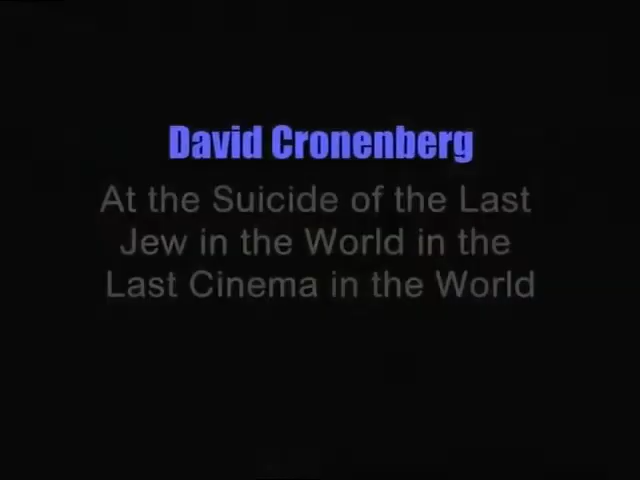 David Cronenberg
At the Suicide of the Last
Jew in the World in the
Last Cinema in the World